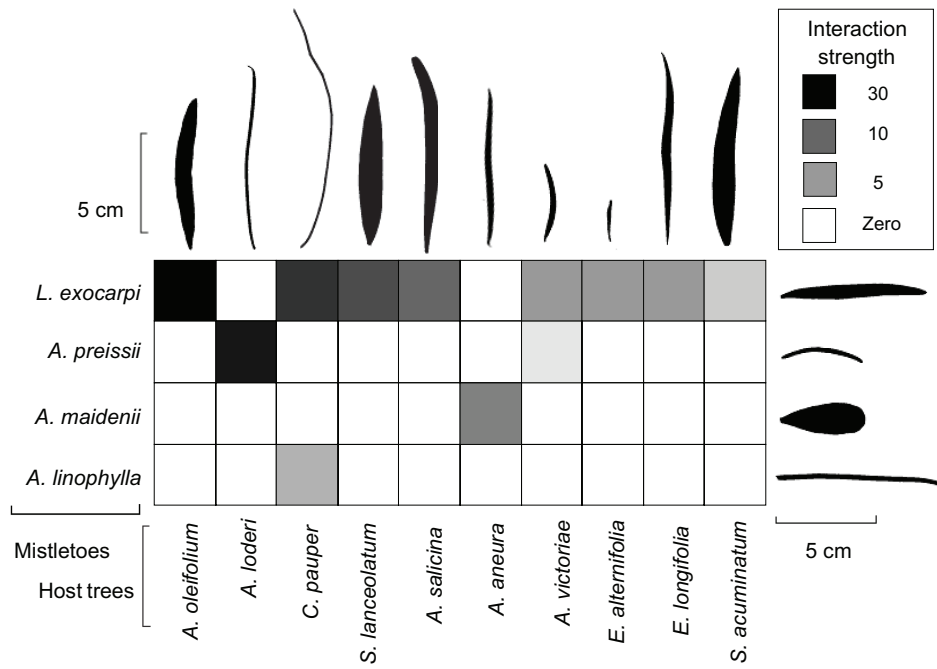 Interaction
strength
30
10
5
Zero
5 cm
L. exocarpi
A. preissii
A. maidenii
A. linophylla
5 cm
Mistletoes
Host trees
A. oleifolium
A. loderi
C. pauper
S. lanceolatum
A. salicina
A. aneura
A. victoriae
E. alternifolia
E. longifolia
S. acuminatum